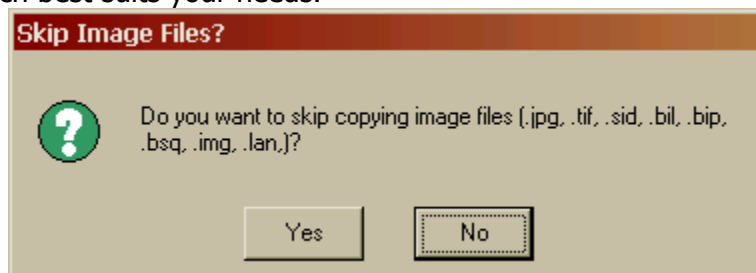 best suits your needs.
Skip Image Files?
Do you want to skip copying image files (.jpg, .tif, .sid, .bil, .bip,
.bsq, .img, .lan,)?
Yes
No